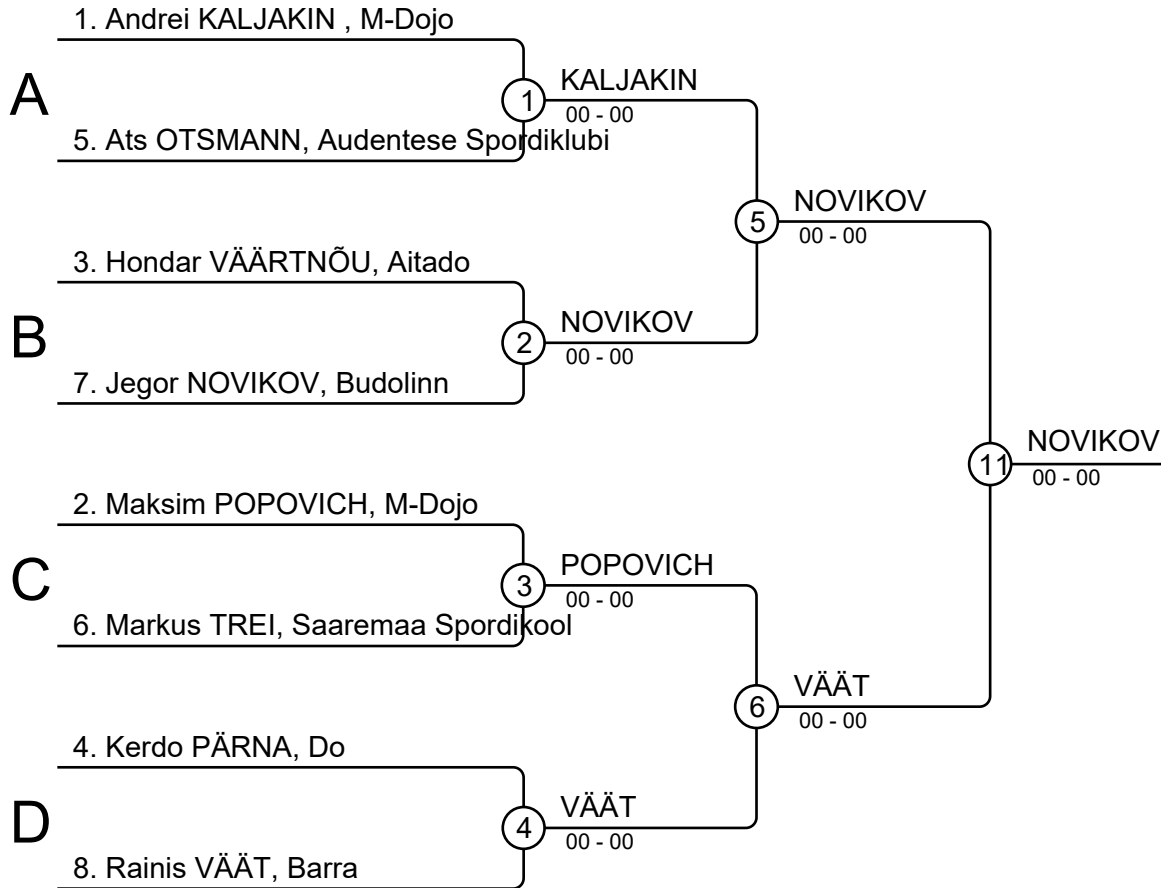 1. Andrei KALJAKIN , M-Dojo
A
1
KALJAKIN
00 - 00
5. Ats OTSMANN, Audentese Spordiklubi
5
NOVIKOV
00 - 00
3. Hondar VÄÄRTNÕU, Aitado
B
2
NOVIKOV
00 - 00
7. Jegor NOVIKOV, Budolinn
11
NOVIKOV
00 - 00
2. Maksim POPOVICH, M-Dojo
C
3
POPOVICH
00 - 00
6. Markus TREI, Saaremaa Spordikool
6
VÄÄT
00 - 00
4. Kerdo PÄRNA, Do
D
4
VÄÄT
00 - 00
8. Rainis VÄÄT, Barra